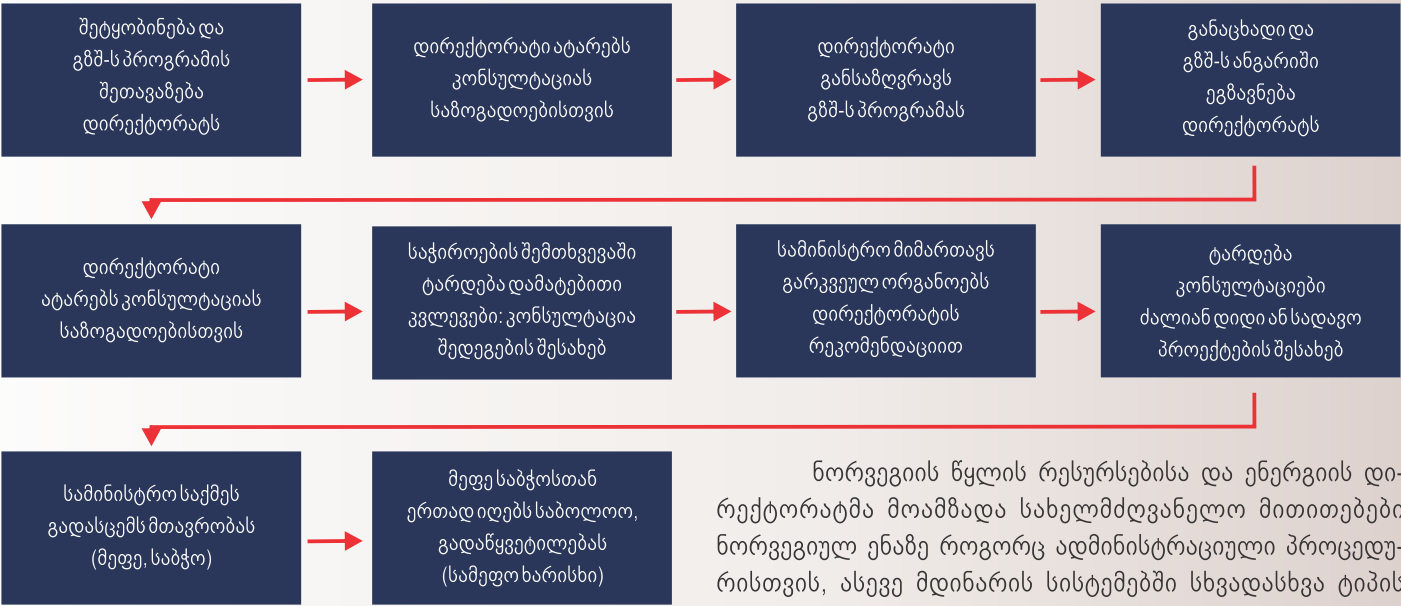 შეტყობინება და
გზშ-ს პროგრამის
შეთავაზება
დირექტორატს
დირექტორატი ატარებს
კონსულტაციას
საზოგადოებისთვის
დირექტორატი
განსაზღვრავს
გზშ-ს პროგრამას
განაცხადი და
გზშ-ს ანგარიში
ეგზავნება
დირექტორატს
დირექტორატი
ატარებს კონსულტაციას
საზოგადოებისთვის
საჭიროების შემთხვევაში
ტარდება დამატებითი
კვლევები: კონსულტაცია
შედეგების შესახებ
სამინისტრო მიმართავს
გარკვეულ ორგანოებს
დირექტორატის
რეკომენდაციით
ტარდება
კონსულტაციები
ძალიან დიდი ან სადავო
პროექტების შესახებ
სამინისტრო საქმეს
გადასცემს მთავრობას
(მეფე, საბჭო)
მეფე საბჭოსთან
ერთად იღებს საბოლოო,
გადაწყვეტილებას
(სამეფო ხარისხი)
ნორვეგიის წყლის რესურსებისა და ენერგიის დი-
რექტორატმა მოამზადა სახელმძღვანელო მითითებები
ნორვეგიულ ენაზე როგორც ადმინისტრაციული პროცედუ-
რისთვის, ასევე მდინარის სისტემებში სხვადასხვა ტიპის